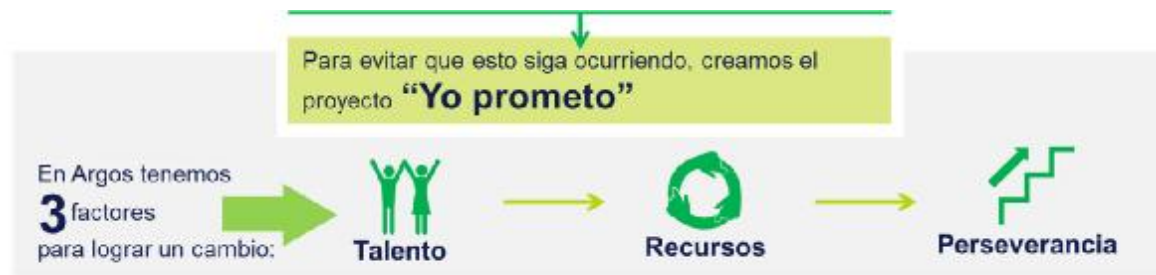 Para evitar que esto siga ocurriendo, creamos el
proyecto “Yo prometo”
En Argos tenemos
3 factores
para lograr un cambio:
Talento
Recursos
Perseverancia